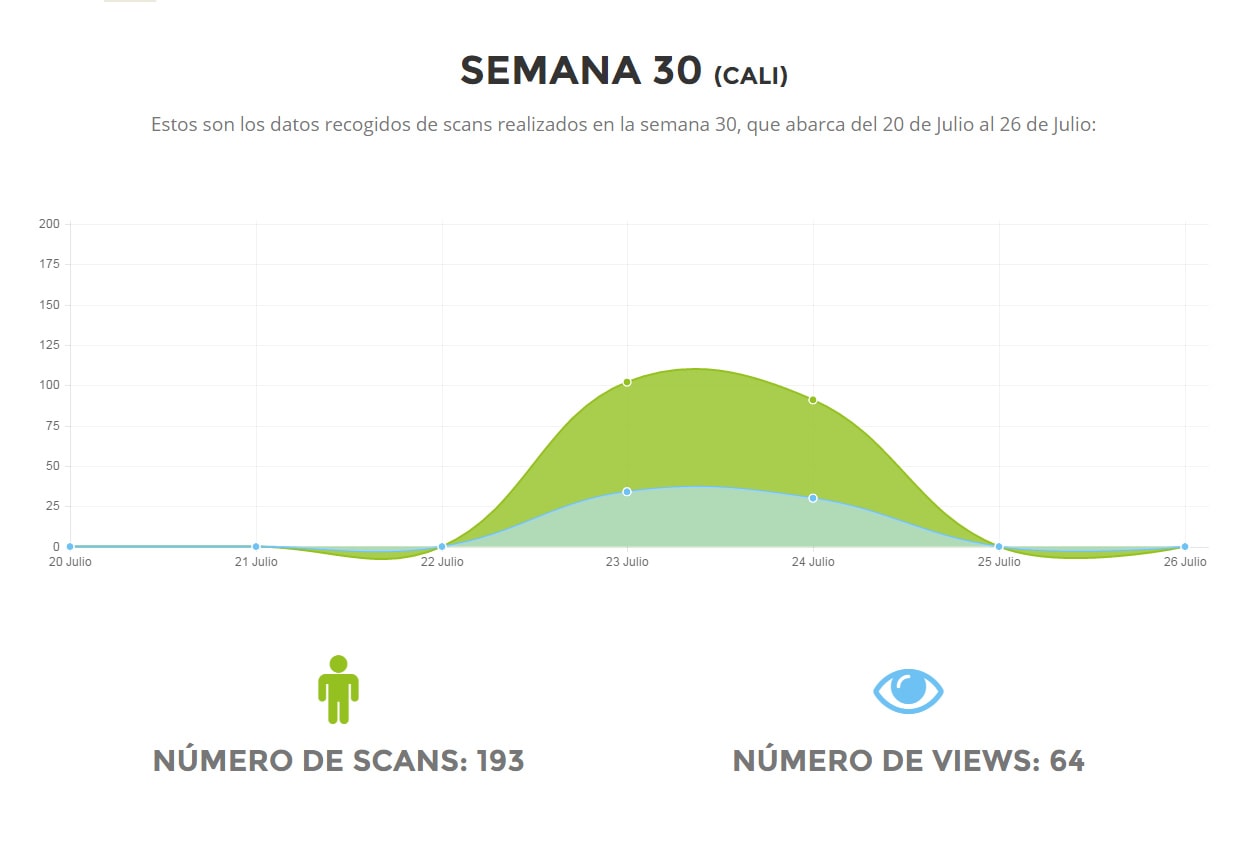 SEMANA 30 (CALI)
Estos son los datos recogidos de scans realizados en la semana 30, que abarca del 20 de Julio al 26 de Julio:
200
175
150
125
100
75
50
25
0
20 Julio 21 Julio 22 Julio 23 Julio 24 Julio 25 Julio 26 Julio
NÚMERO DE SCANS: 193 NÚMERO DE VIEWS: 64